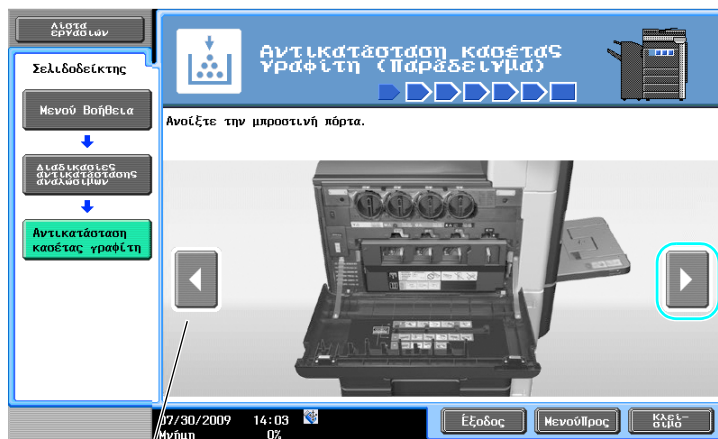 Λίστα
εργασιών
Σελιδοδείκτης
Μενού Βοήθεια
Διαδικασίες
αντικατάστασης
αναλώσιμων
Αντικατάσταση
κασέτας γραφίτη
Αντικατάσταση κασέτας
γραφίτη (Παράδειγμα)
Ανοίξτε την μπροστινή πόρτα.
07/30/2009 14:03
Μνήμη 0%
Έξοδος
ΜενούΠρος
Κλεί-
σιμο